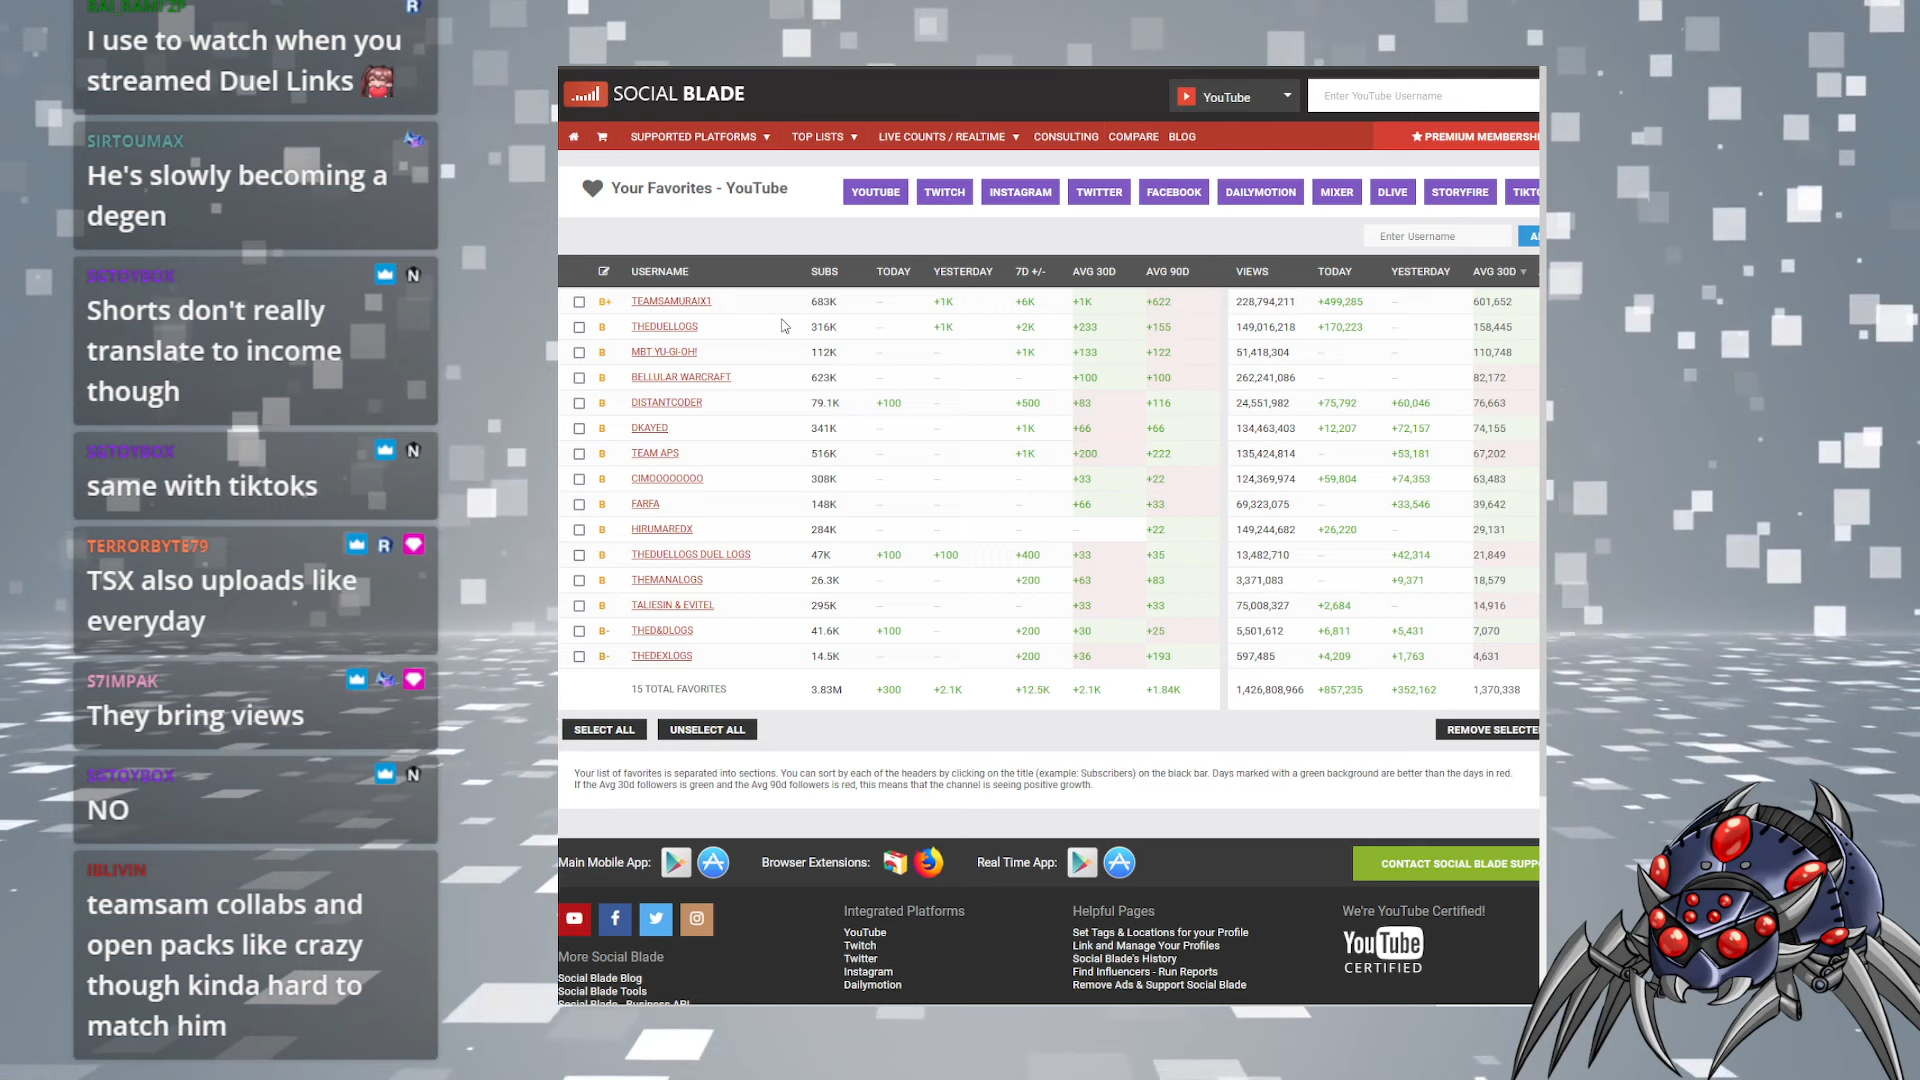 RAI_RAMPZP
I use to watch when you
streamed Duel Links
SIRTOUMAX
He's slowly becoming a
degen
SGTOYBOX
Shorts don't really
translate to income
though
SGTOYBOX
same with tiktoks
TERRORBYTE79
TSX also uploads like
everyday
S7IMPAK
They bring views
SGTOYBOX
NO
IBLIVIN
teamsam collabs and
open packs like crazy
though kinda hard to
match him
SOCIAL BLADE
YouTube
Enter YouTube Username
SUPPORTED PLATFORMS TOP LISTS LIVE COUNTS / REALTIME CONSULTING COMPARE BLOG PREMIUM MEMBERSHI
Your Favorites - YouTube YOUTUBE TWITCH INSTAGRAM TWITTER FACEBOOK DAILYMOTION MIXER DLIVE STORYFIRE TIKTO
Enter Username
USERNAME SUBS TODAY YESTERDAY 7D +/- AVG 30D AVG 90D VIEWS TODAY YESTERDAY AVG 30D
B+ TEAMSAMURAIX1 683K -- +1K +6K +1K +622 228,794,211 +499,285 -- 601,652
B THEDUELLOGS 316K -- +1K +2K +233 +155 149,016,218 +170,223 -- 158,445
B MBT YU-GI-OH! 112K -- -- +1K +133 +122 51,418,304 -- -- 110,748
B BELLULAR WARCRAFT 623K -- -- -- +100 +100 262,241,086 -- -- 82,172
B DISTANTCODER 79.1K +100 -- +500 +83 +116 24,551,982 +75,792 +60,046 76,663
B DKAYED 341K -- -- +1K +66 +66 134,463,403 +12,207 +72,157 74,155
B TEAM APS 516K -- -- +1K +200 +222 135,424,814 -- +53,181 67,202
B CIMOOOOOOOO 308K -- -- -- +33 +22 124,369,974 +59,804 +74,353 63,483
B FARFA 148K -- -- -- +66 +33 69,323,075 -- +33,546 39,642
B HIRUMAREDX 284K -- -- -- -- +22 149,244,682 +26,220 -- 29,131
B THEDUELLOGS DUEL LOGS 47K +100 +100 +400 +33 +35 13,482,710 -- +42,314 21,849
B THEMANALOGS 26.3K -- -- +200 +63 +83 3,371,083 -- +9,371 18,579
B TALIESIN & EVITEL 295K -- -- -- +33 +33 75,008,327 +2,684 -- 14,916
B- THED&DLOGS 41.6K +100 -- +200 +30 +25 5,501,612 +6,811 +5,431 7,070
B- THEDEXLOGS 14.5K -- -- +200 +36 +193 597,485 +4,209 +1,763 4,631
15 TOTAL FAVORITES 3.83M +300 +2.1K +12.5K +2.1K +1.84K 1,426,808,966 +857,235 +352,162 1,370,338
SELECT ALL UNSELECT ALL REMOVE SELECTE
Your list of favorites is separated into sections. You can sort by each of the headers by clicking on the title (example: Subscribers) on the black bar. Days marked with a green background are better than the days in red.
If the Avg 30d followers is green and the Avg 90d followers is red, this means that the channel is seeing positive growth.
Main Mobile App: Browser Extensions: Real Time App: CONTACT SOCIAL BLADE SUPP
More Social Blade
Social Blade Blog
Social Blade Tools
Social Blade - Business API
Integrated Platforms
YouTube
Twitch
Twitter
Instagram
Dailymotion
Helpful Pages
Set Tags & Locations for your Profile
Link and Manage Your Profiles
Social Blade's History
Find Influencers - Run Reports
Remove Ads & Support Social Blade
We're YouTube Certified!
YouTube
CERTIFIED